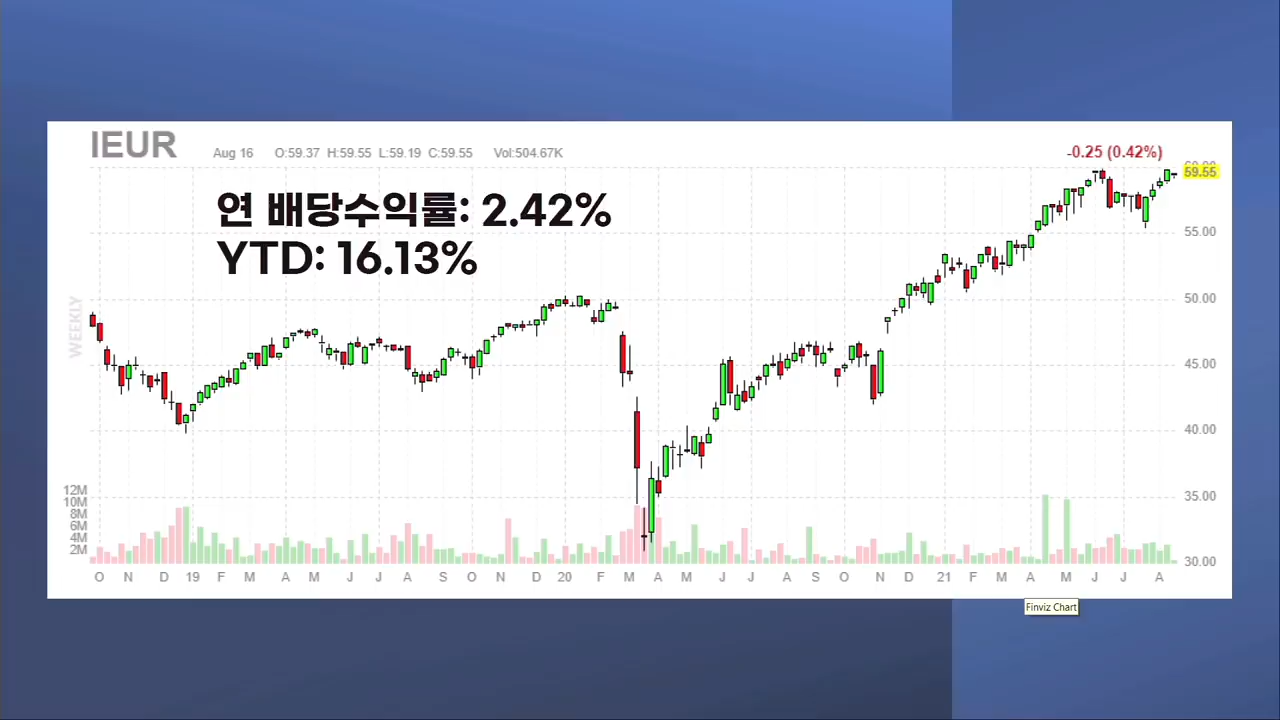 IEUR
Aug 16 O:59.37 H:59.55 L:59.19 C:59.55 Vol:504.67K
-0.25 (0.42%)
연 배당수익률: 2.42%
YTD: 16.13%
WEEKLY
60.00
59.55
55.00
50.00
45.00
40.00
35.00
30.00
12M
10M
8M
6M
4M
2M
O N D 19 F M A M J J A S O N D 20 F M A M J J A S O N D 21 F M A M J J A
Finviz Chart